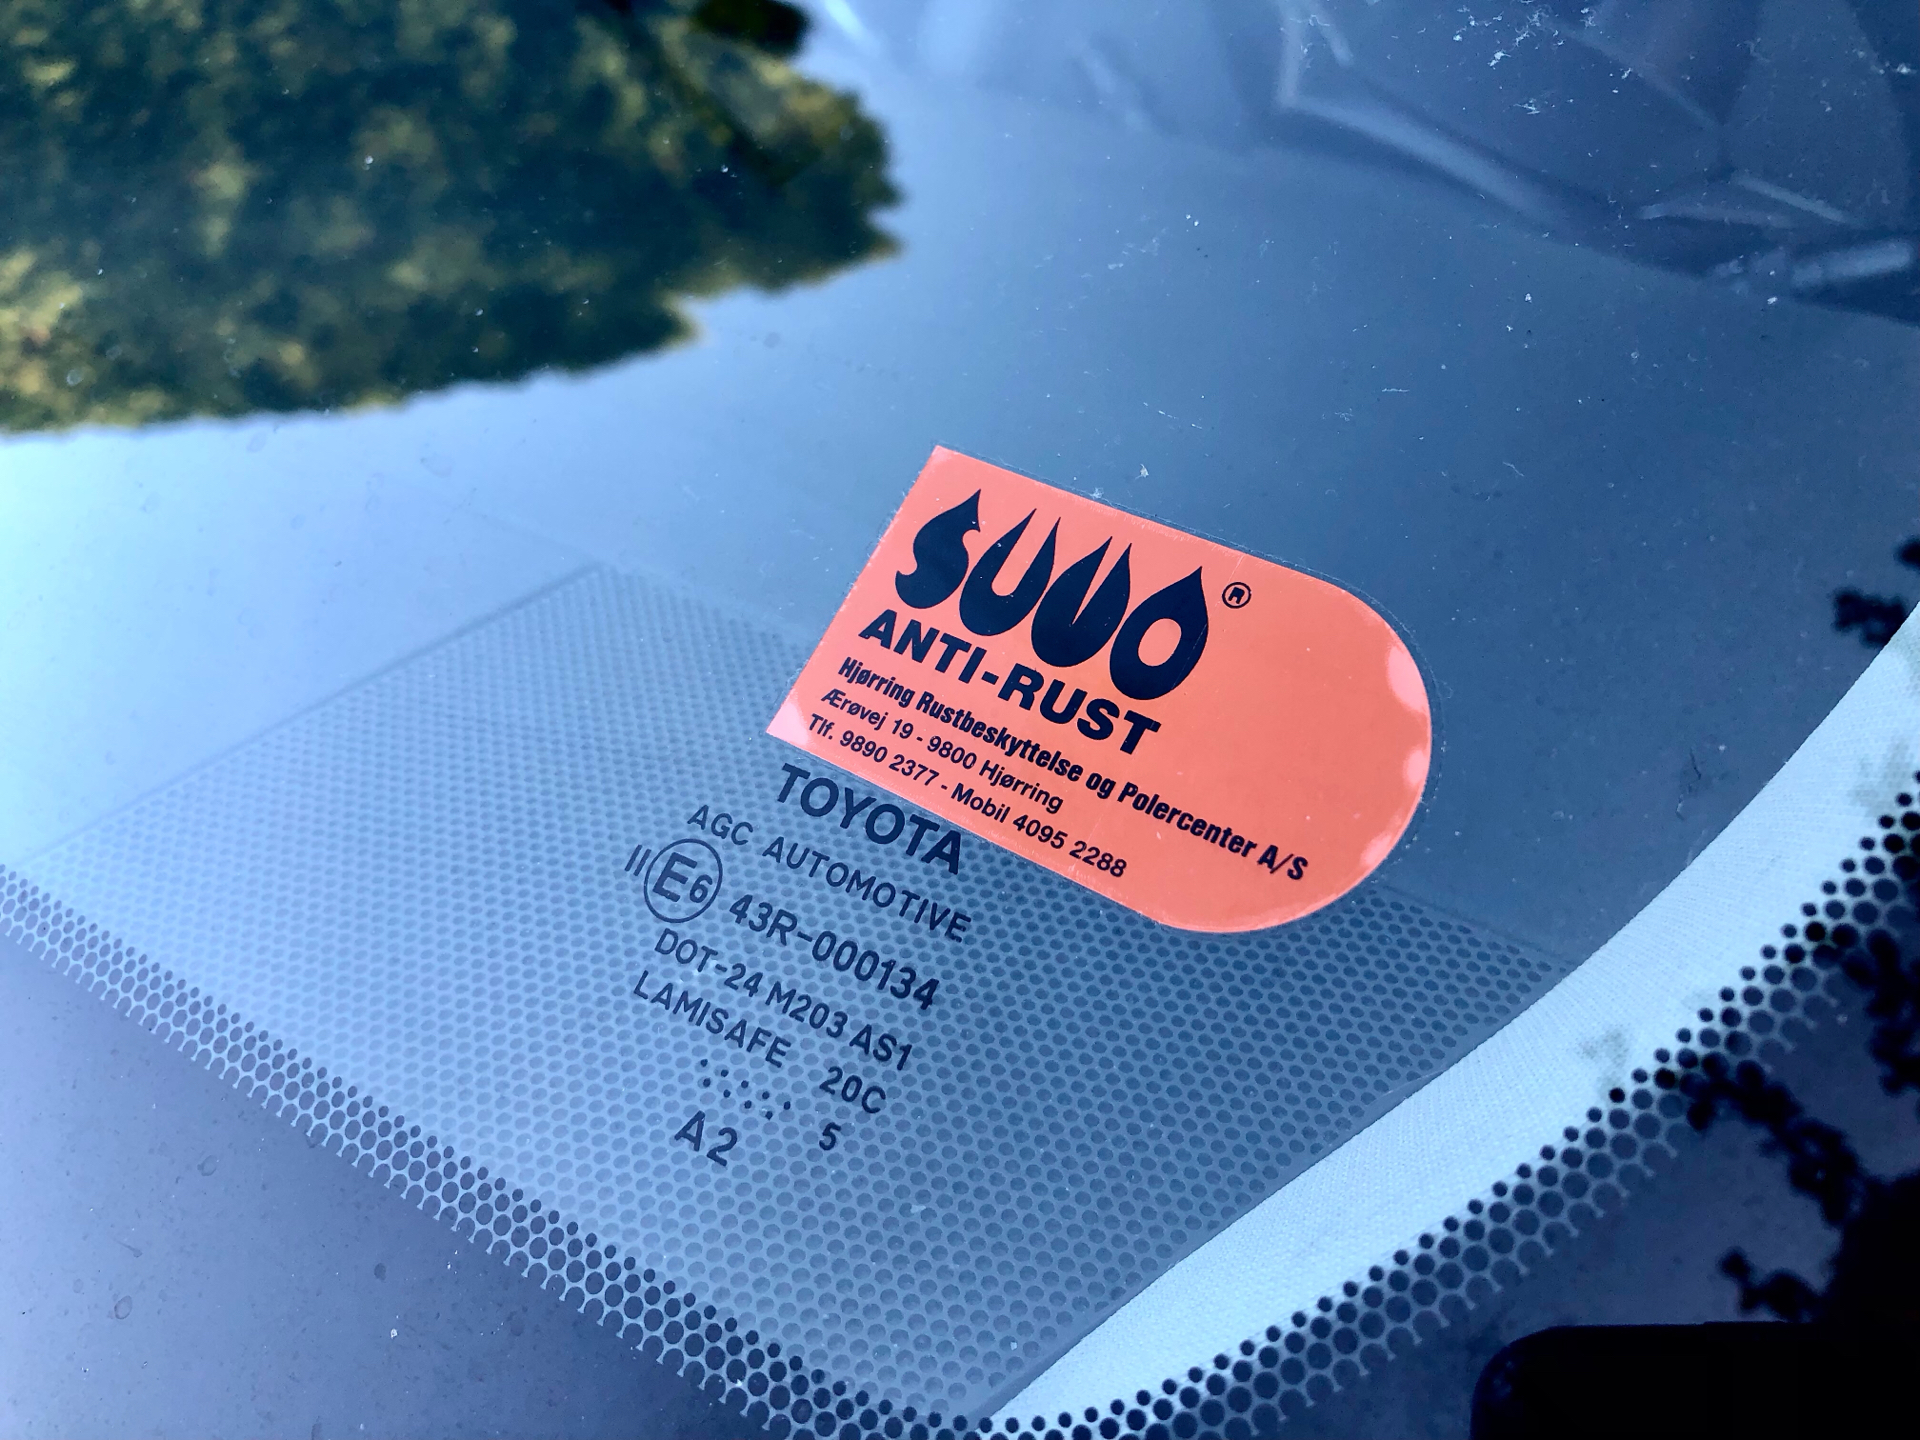 SUVO®
ANTI-RUST
Hjørring Rustbeskyttelse og Polercenter A/S
Ærøvej 19 - 9800 Hjørring
Tlf. 9890 2377 - Mobil 4095 2288
TOYOTA
AGC AUTOMOTIVE
II E6 43R-000134
DOT-24 M203 AS1
LAMISAFE 20C
5
A2